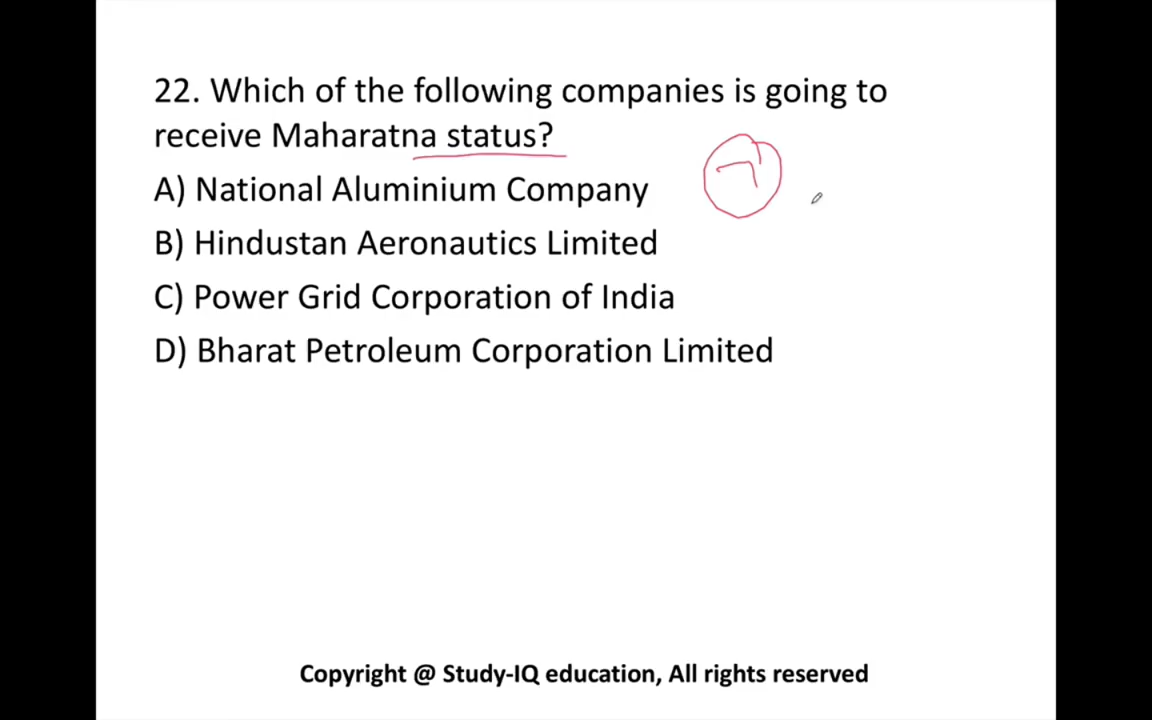 22. Which of the following companies is going to
receive Maharatna status?
A) National Aluminium Company
B) Hindustan Aeronautics Limited
C) Power Grid Corporation of India
D) Bharat Petroleum Corporation Limited
Copyright @ Study-IQ education, All rights reserved